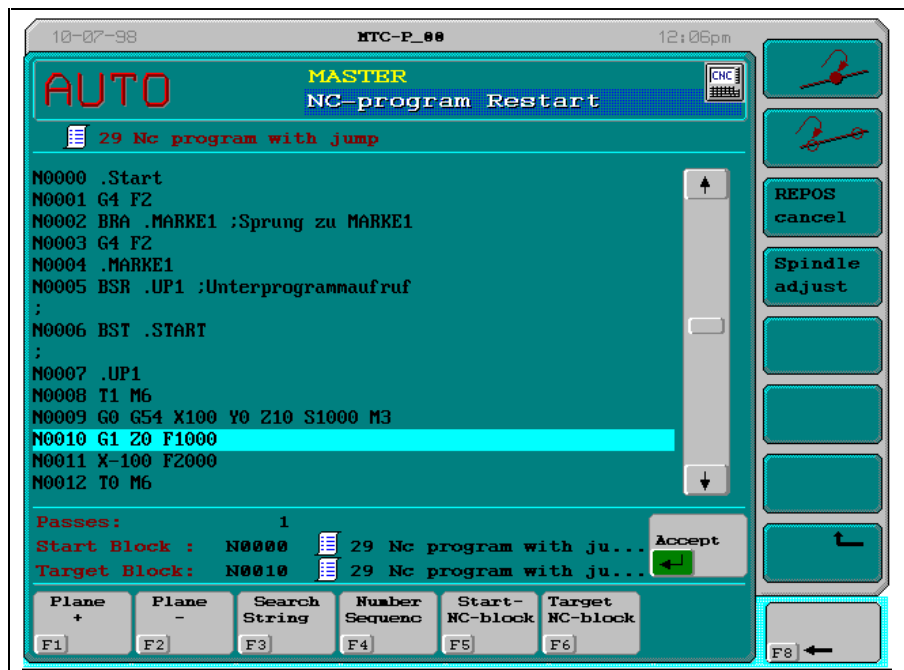 10-07-98 MTC-P_00 12:06pm
AUTO
MASTER
NC-program Restart
CNC
29 Nc program with jump
N0000 .Start
N0001 G4 F2
N0002 BRA .MARKE1 ;Sprung zu MARKE1
N0003 G4 F2
N0004 .MARKE1
N0005 BSR .UP1 ;Unterprogrammaufruf
;
N0006 BST .START
;
N0007 .UP1
N0008 T1 M6
N0009 G0 G54 X100 Y0 Z10 S1000 M3
N0010 G1 Z0 F1000
N0011 X-100 F2000
N0012 T0 M6
Passes: 1
Start Block : N0000 29 Nc program with ju...
Target Block: N0010 29 Nc program with ju...
Accept
REPOS
cancel
Spindle
adjust
Plane
+
F1
Plane
-
F2
Search
String
F3
Number
Sequenc
F4
Start-
NC-block
F5
Target
NC-block
F6
F8